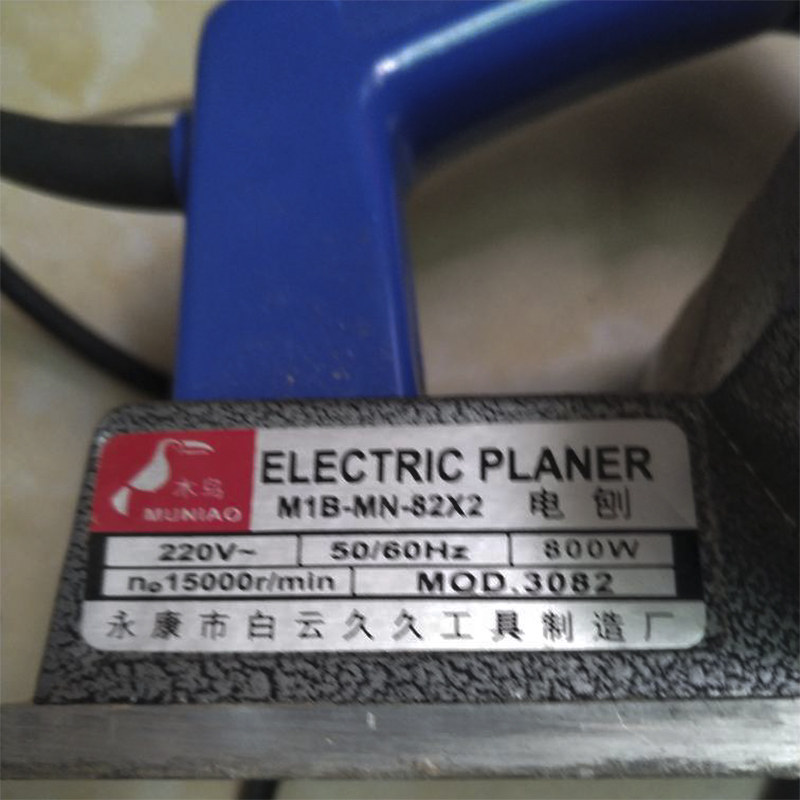 木鸟
MUNIAO
ELECTRIC PLANER
M1B-MN-82X2 电刨
220V~ 50/60Hz 800W
n₀15000r/min MOD.3082
永康市白云久久工具制造厂